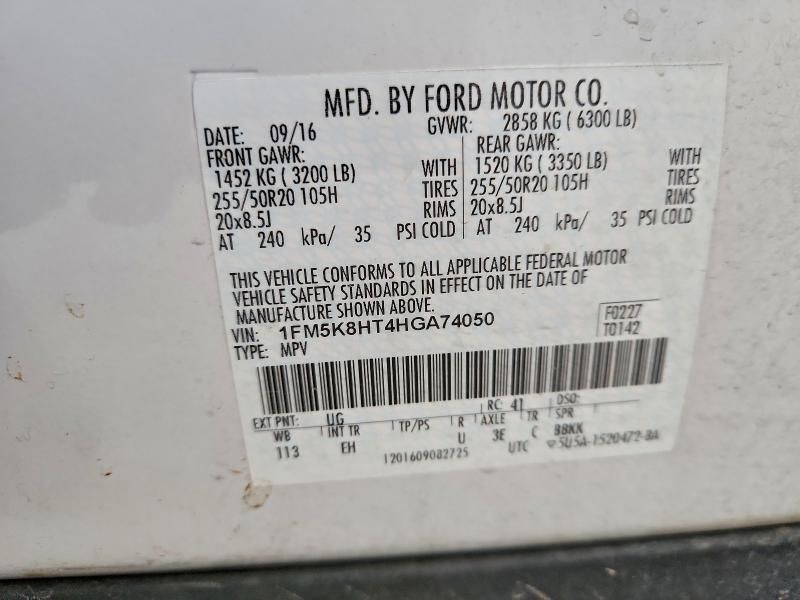 MFD. BY FORD MOTOR CO.
DATE: 09/16 GVWR: 2858 KG ( 6300 LB)
FRONT GAWR: REAR GAWR:
1452 KG ( 3200 LB) WITH 1520 KG ( 3350 LB) WITH
255/50R20 105H TIRES 255/50R20 105H TIRES
20x8.5J RIMS 20x8.5J RIMS
AT 240 kPa/ 35 PSI COLD AT 240 kPa/ 35 PSI COLD
THIS VEHICLE CONFORMS TO ALL APPLICABLE FEDERAL MOTOR
VEHICLE SAFETY STANDARDS IN EFFECT ON THE DATE OF
MANUFACTURE SHOWN ABOVE.
VIN: 1FM5K8HT4HGA74050 F0227
TYPE: MPV T0142
EXT PNT: UG RC: 41 DSO:
WB INT TR TP/PS R AXLE TR SPR
113 EH U 3E C BBKK
1201609082725 UTC 5U5A-1520472-BA